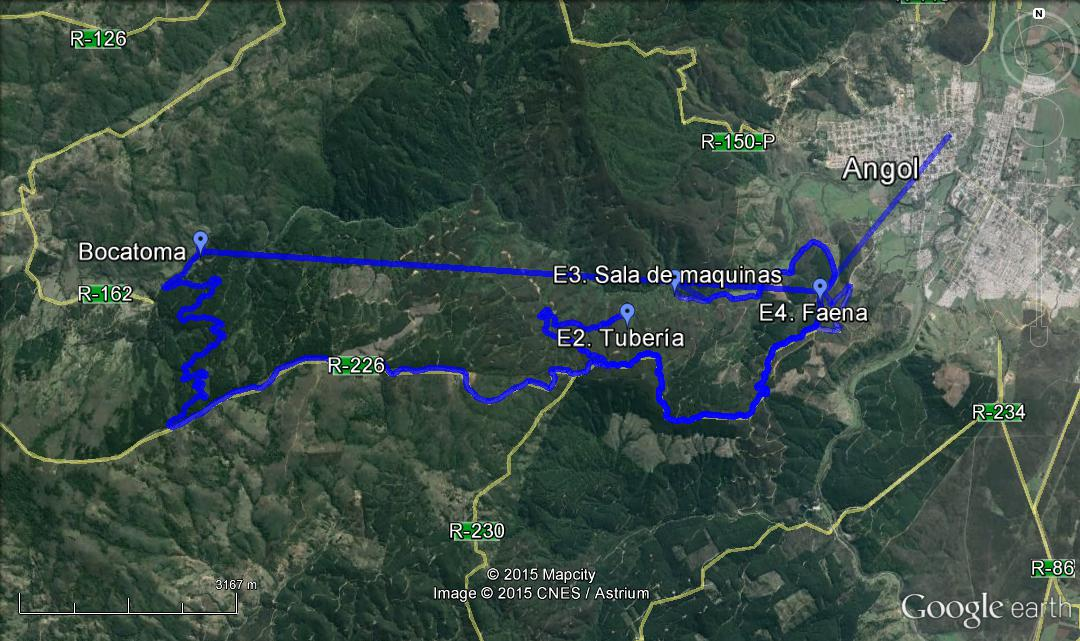 N
R-126
R-150-P
Angol
Bocatoma
E3. Sala de maquinas
R-162
E4. Faena
E2. Tubería
R-226
R-234
R-230
R-86
© 2015 Mapcity
Image © 2015 CNES / Astrium
3167 m
Google earth